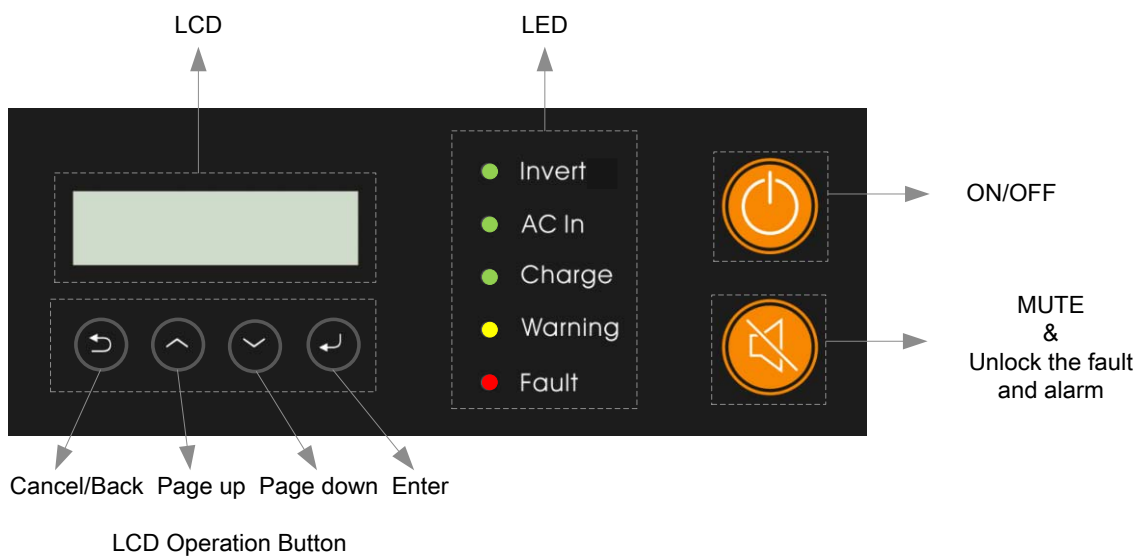 LCD
LED
Invert
AC In
Charge
Warning
Fault
ON/OFF
MUTE
&
Unlock the fault
and alarm
Cancel/Back Page up Page down Enter
LCD Operation Button